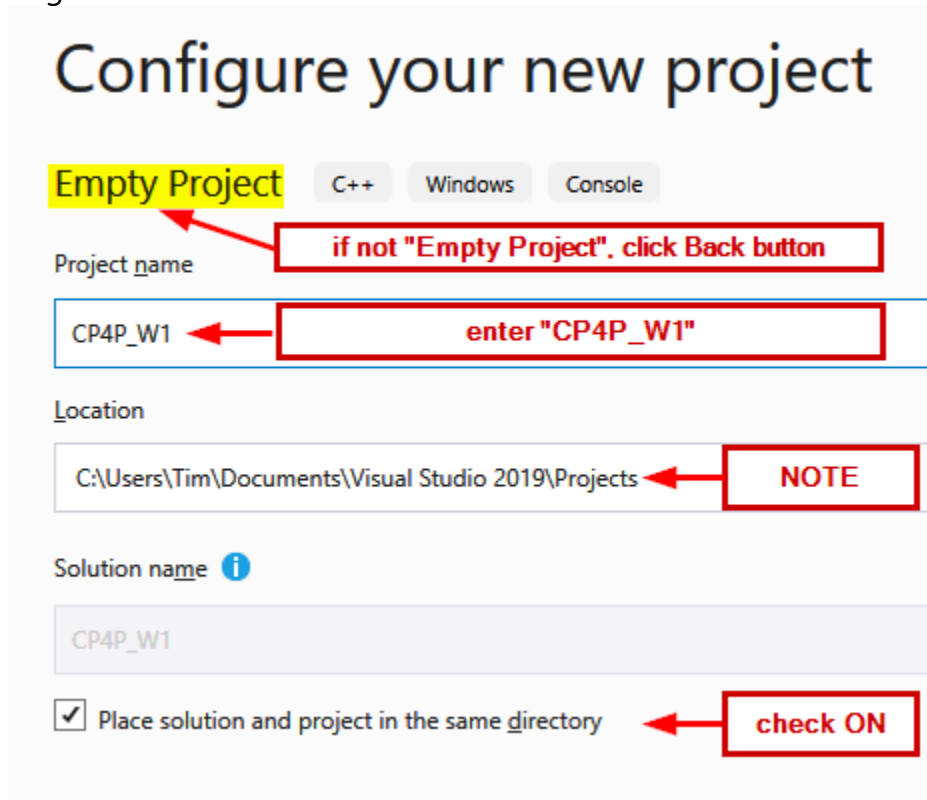 Configure your new project
Empty Project C++ Windows Console
if not "Empty Project", click Back button
Project name
CP4P_W1
enter "CP4P_W1"
Location
C:\Users\Tim\Documents\Visual Studio 2019\Projects
NOTE
Solution name
CP4P_W1
Place solution and project in the same directory
check ON